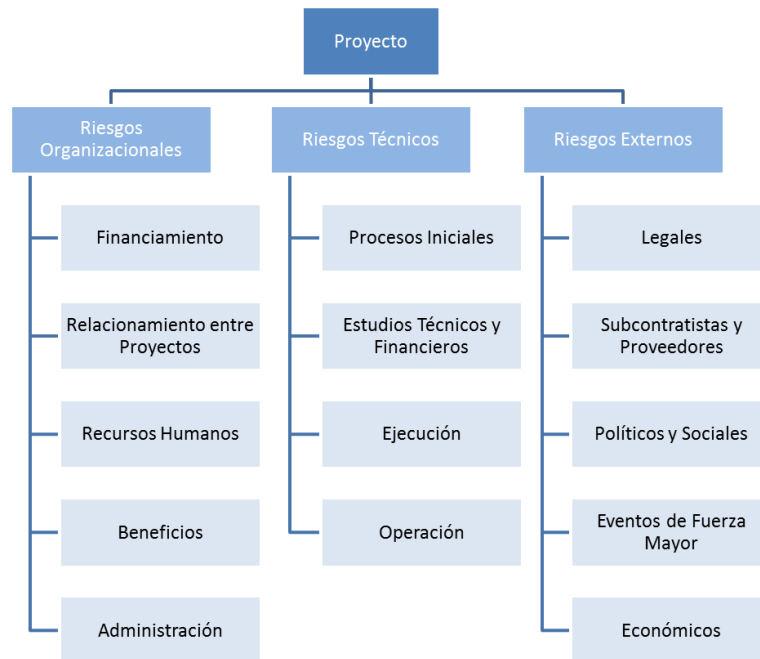 Proyecto
Riesgos
Organizacionales
Financiamiento
Relacionamiento entre
Proyectos
Recursos Humanos
Beneficios
Administración
Riesgos Técnicos
Procesos Iniciales
Estudios Técnicos y
Financieros
Ejecución
Operación
Riesgos Externos
Legales
Subcontratistas y
Proveedores
Políticos y Sociales
Eventos de Fuerza
Mayor
Económicos